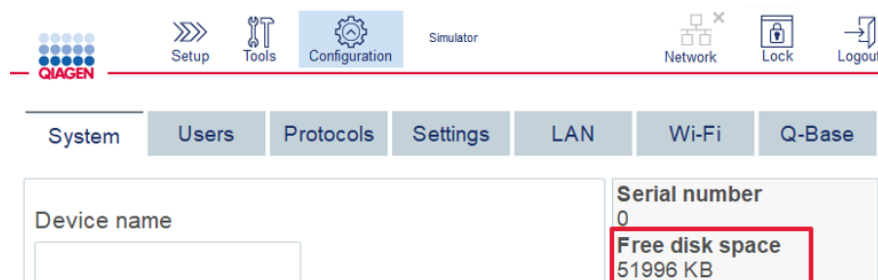 QIAGEN
Setup
Tools
Configuration
Simulator
Network
Lock
Logout
System
Users
Protocols
Settings
LAN
Wi-Fi
Q-Base
Device name
Serial number
0
Free disk space
51996 KB